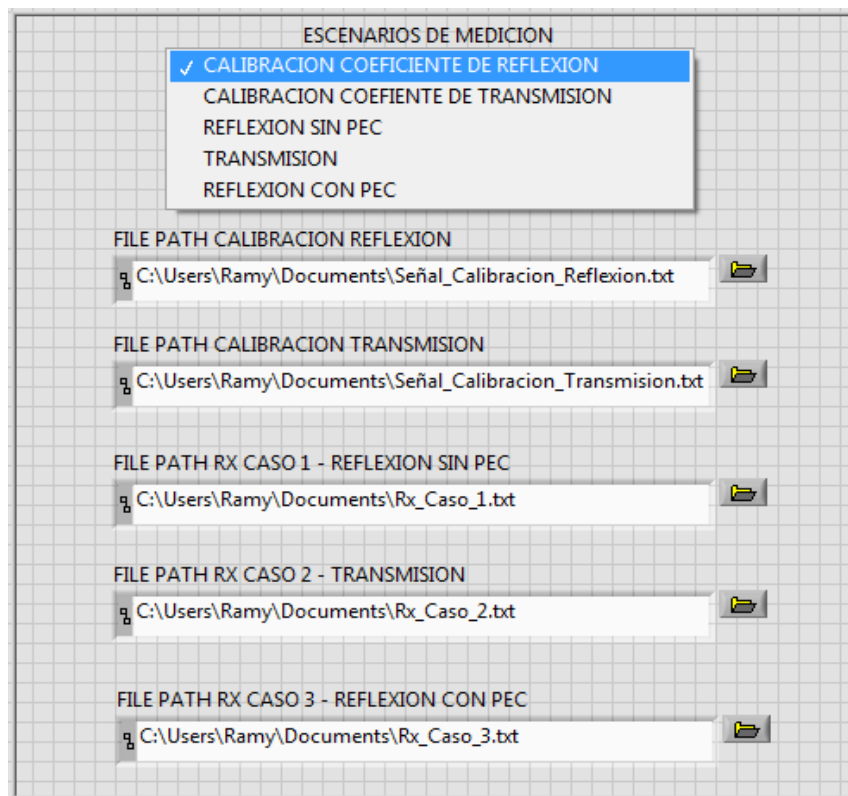 ESCENARIOS DE MEDICION
✓ CALIBRACION COEFICIENTE DE REFLEXION
CALIBRACION COEFIENTE DE TRANSMISION
REFLEXION SIN PEC
TRANSMISION
REFLEXION CON PEC
FILE PATH CALIBRACION REFLEXION
C:\Users\Ramy\Documents\Señal_Calibracion_Reflexion.txt
FILE PATH CALIBRACION TRANSMISION
C:\Users\Ramy\Documents\Señal_Calibracion_Transmision.txt
FILE PATH RX CASO 1 - REFLEXION SIN PEC
C:\Users\Ramy\Documents\Rx_Caso_1.txt
FILE PATH RX CASO 2 - TRANSMISION
C:\Users\Ramy\Documents\Rx_Caso_2.txt
FILE PATH RX CASO 3 - REFLEXION CON PEC
C:\Users\Ramy\Documents\Rx_Caso_3.txt